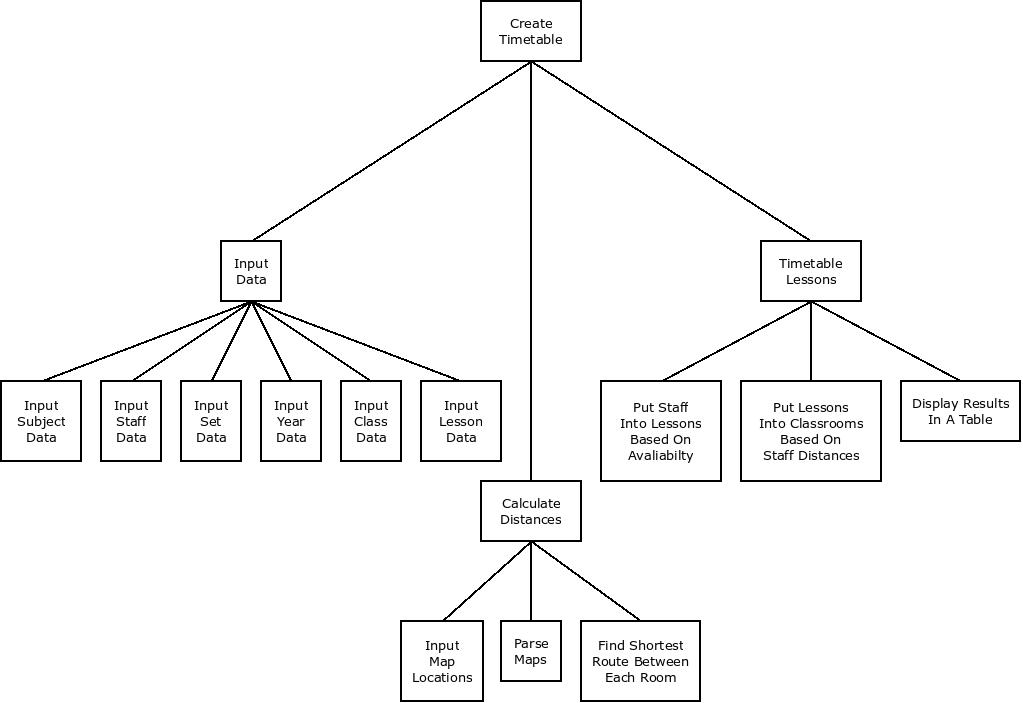 Create
Timetable
Input
Data
Timetable
Lessons
Input
Subject
Data
Input
Staff
Data
Input
Set
Data
Input
Year
Data
Input
Class
Data
Input
Lesson
Data
Put Staff
Into Lessons
Based On
Avaliabilty
Put Lessons
Into Classrooms
Based On
Staff Distances
Display Results
In A Table
Calculate
Distances
Input
Map
Locations
Parse
Maps
Find Shortest
Route Between
Each Room